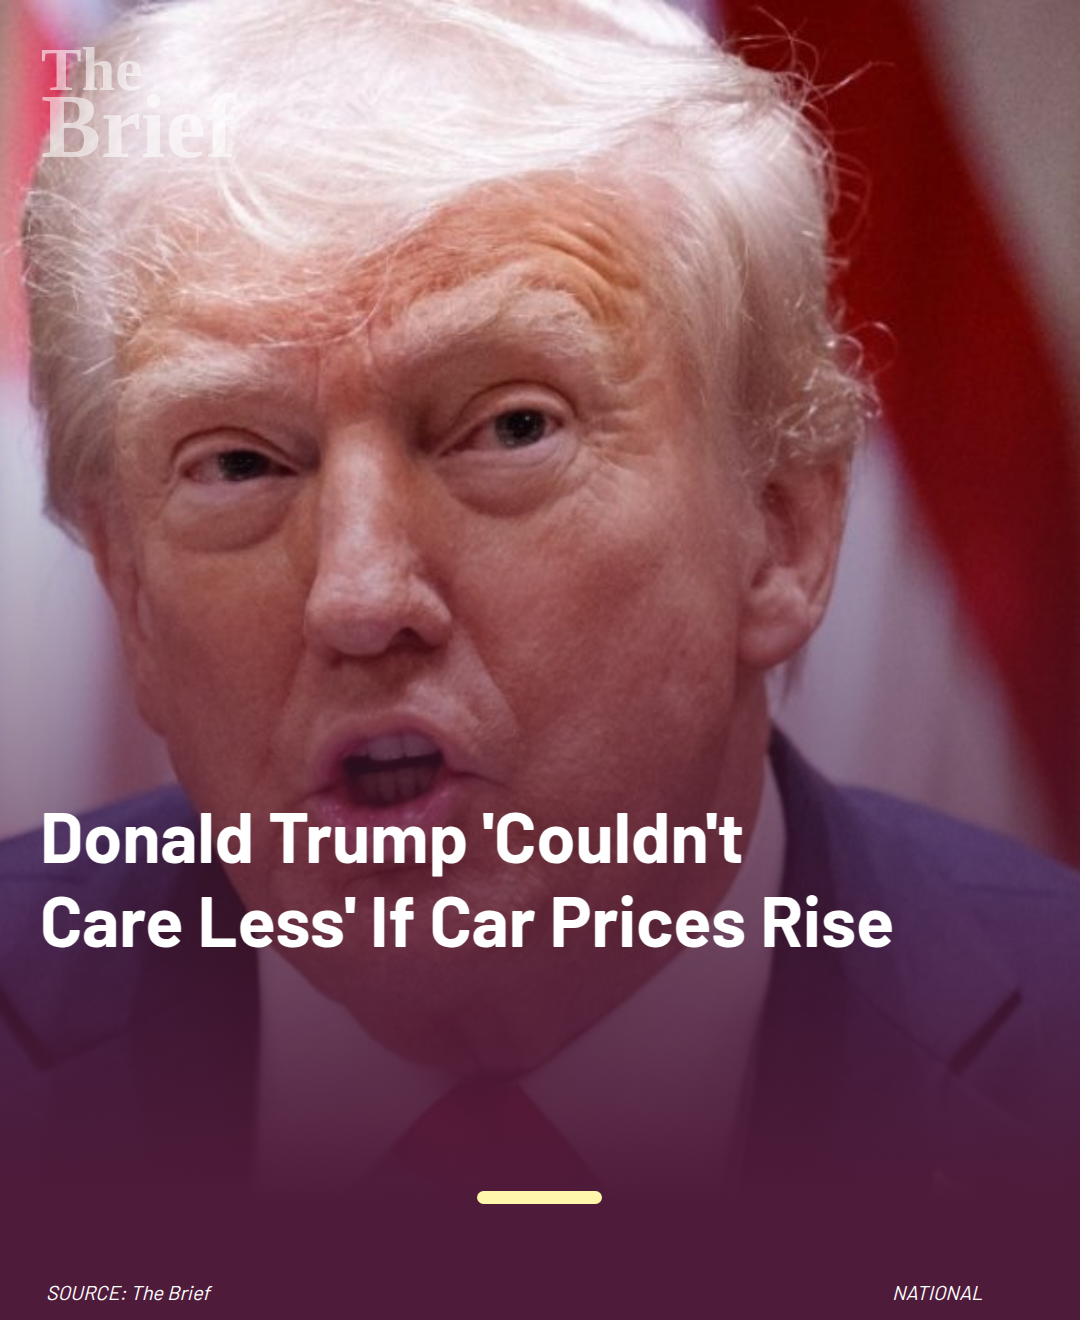 The
Brief
Donald Trump 'Couldn't
Care Less' If Car Prices Rise
SOURCE: The Brief
NATIONAL